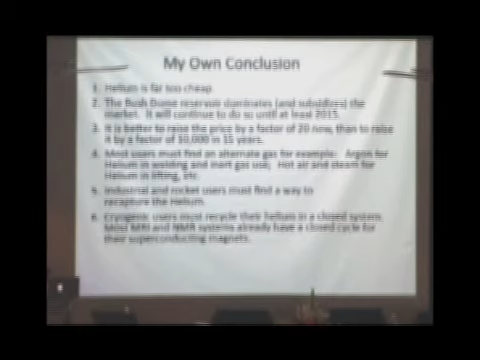 My Own Conclusion
1. Helium is far too cheap.
2. The Bush Dome reservoir dominates (and subsidizes) the
market. It will continue to do so until at least 2015.
3. It is better to raise the price by a factor of 20 now, than to raise
it by a factor of 10,000 in 15 years.
4. Most users must find an alternate gas for example: Argon for
Helium in welding and inert gas use; Hot air and steam for
Helium in lifting, etc.
5. Industrial and rocket users must find a way to
recapture the Helium.
6. Cryogenic users must recycle their helium in a closed system.
Most MRI and NMR systems already have a closed cycle for
their superconducting magnets.